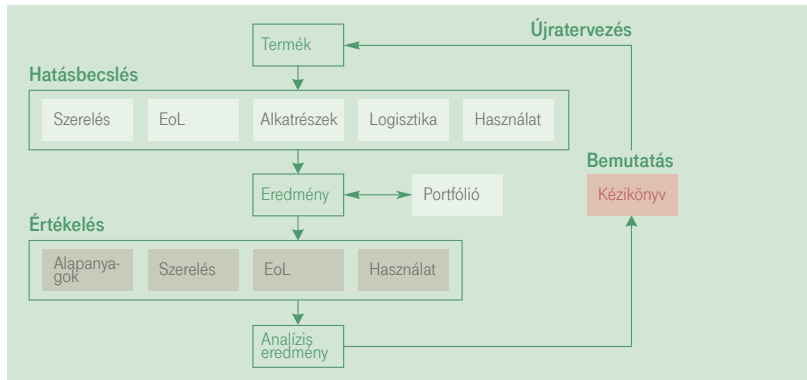 Újratervezés
Termék
Hatásbecslés
Szerelés
EoL
Alkatrészek
Logisztika
Használat
Bemutatás
Eredmény
Portfólió
Kézikönyv
Értékelés
Alapanya-
gok
Szerelés
EoL
Használat
Analízis
eredmény